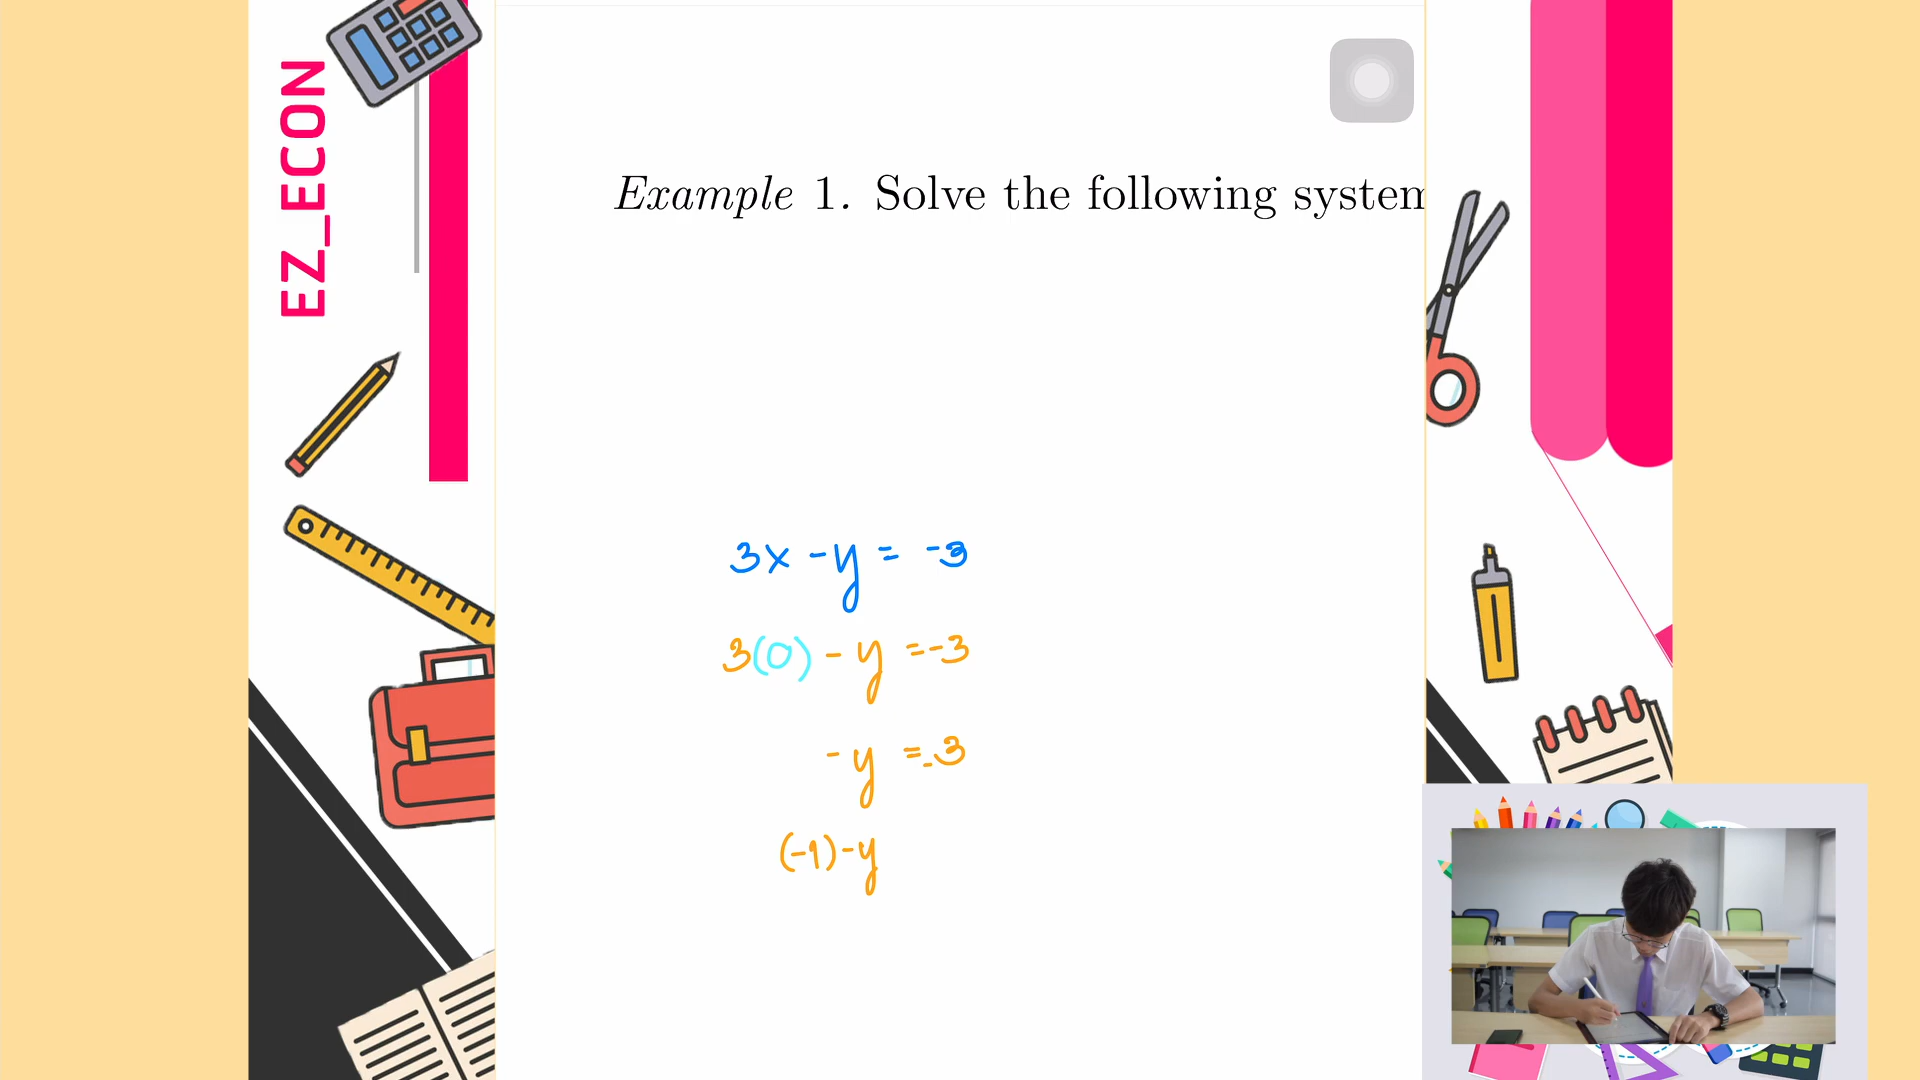 EZ_ECON
Example 1. Solve the following system
3x - y = -3
3(0) - y = -3
- y = -3
(-1) - y